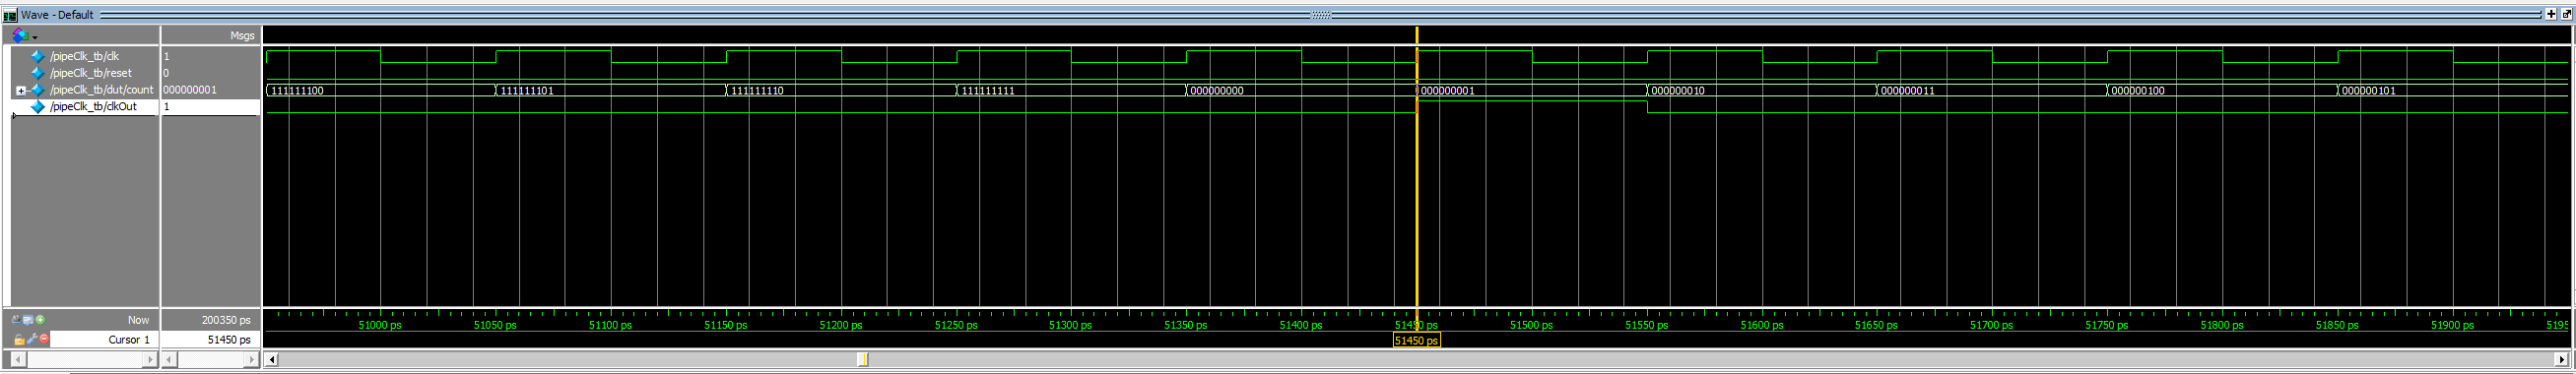 Wave - Default
Msgs
/pipeClk_tb/clk 1
/pipeClk_tb/reset 0
/pipeClk_tb/dut/count 000000001 111111100 111111101 111111110 111111111 000000000 000000001 000000010 000000011 000000100 000000101
/pipeClk_tb/clkOut 1
Now 200350 ps 51000 ps 51050 ps 51100 ps 51150 ps 51200 ps 51250 ps 51300 ps 51350 ps 51400 ps 51450 ps 51500 ps 51550 ps 51600 ps 51650 ps 51700 ps 51750 ps 51800 ps 51850 ps 51900 ps 5195
Cursor 1 51450 ps 51450 ps